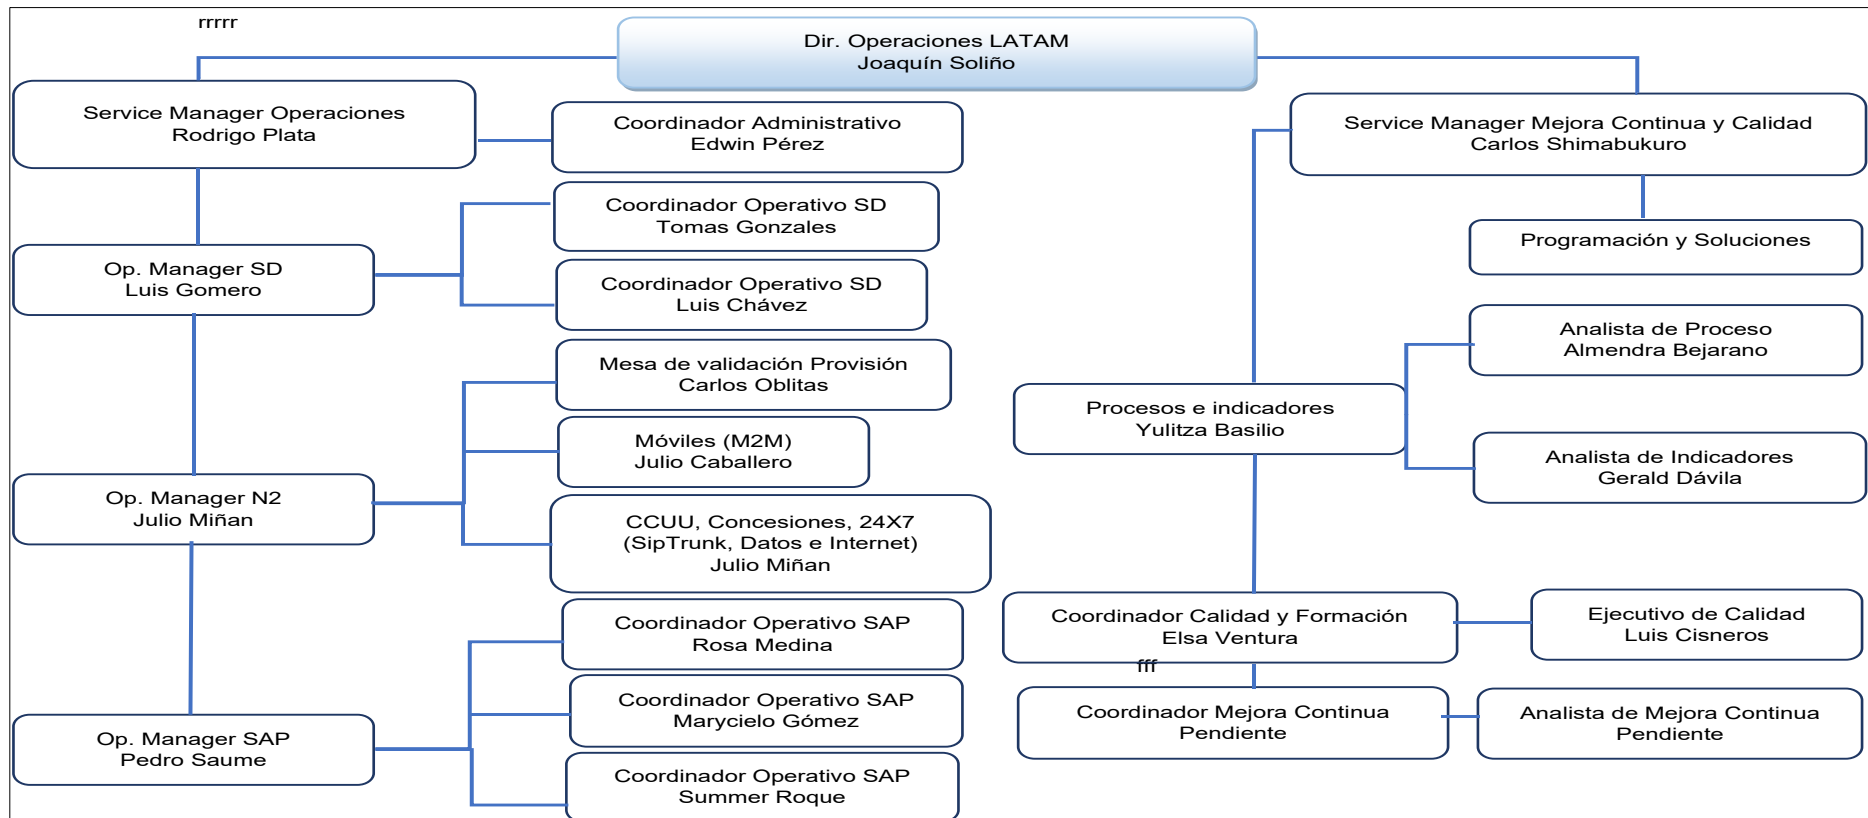 rrrrr
Dir. Operaciones LATAM
Joaquín Soliño
Service Manager Operaciones
Rodrigo Plata
Coordinador Administrativo
Edwin Pérez
Coordinador Operativo SD
Tomas Gonzales
Op. Manager SD
Luis Gomero
Coordinador Operativo SD
Luis Chávez
Mesa de validación Provisión
Carlos Oblitas
Móviles (M2M)
Julio Caballero
Op. Manager N2
Julio Miñan
CCUU, Concesiones, 24X7
(SipTrunk, Datos e Internet)
Julio Miñan
Coordinador Operativo SAP
Rosa Medina
Coordinador Operativo SAP
Marycielo Gómez
Op. Manager SAP
Pedro Saume
Coordinador Operativo SAP
Summer Roque
Service Manager Mejora Continua y Calidad
Carlos Shimabukuro
Programación y Soluciones
Analista de Proceso
Almendra Bejarano
Procesos e indicadores
Yulitza Basilio
Analista de Indicadores
Gerald Dávila
Coordinador Calidad y Formación
Elsa Ventura
fff
Ejecutivo de Calidad
Luis Cisneros
Coordinador Mejora Continua
Pendiente
Analista de Mejora Continua
Pendiente